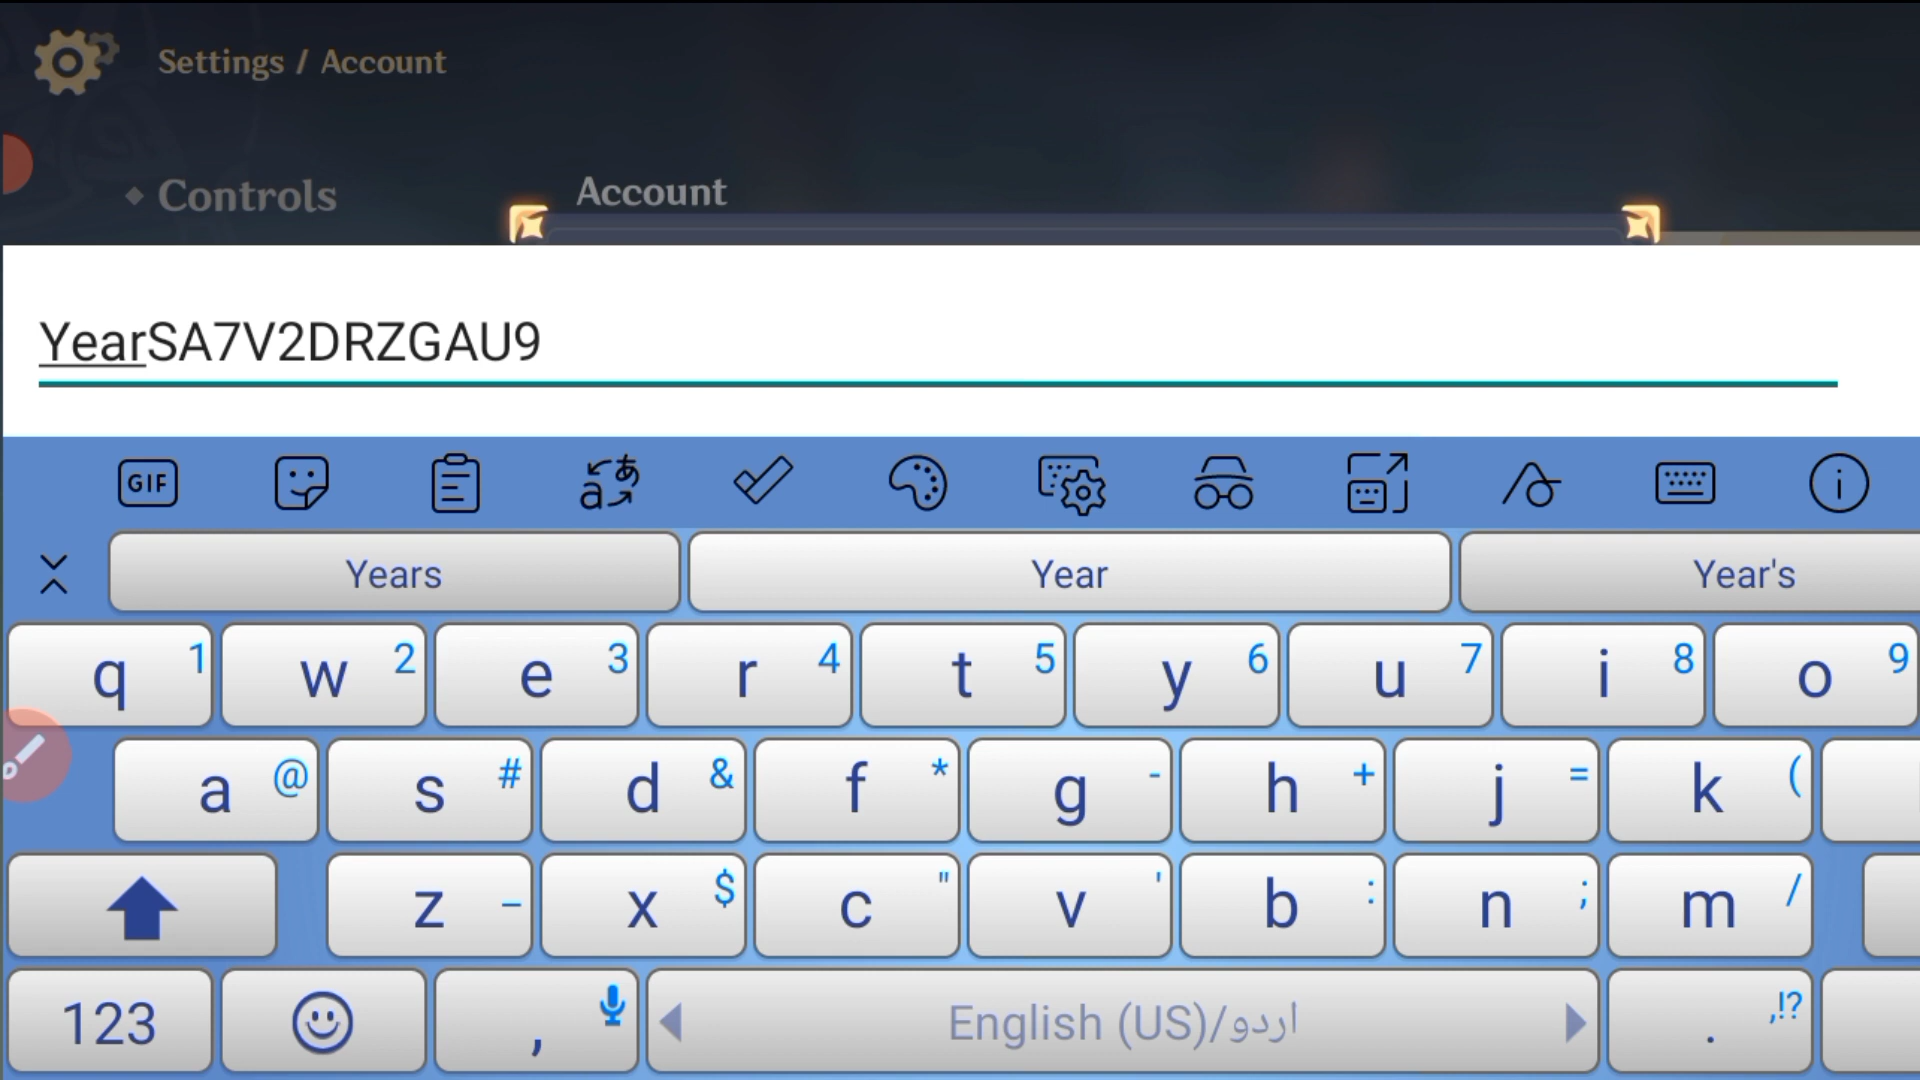 Settings / Account
Controls
Account
YearSA7V2DRZGAU9
GIF
Years Year Year's
q 1 w 2 e 3 r 4 t 5 y 6 u 7 i 8 o 9
a @ s # d & f * g - h + j = k (
z _ x $ c " v ' b : n ; m /
123 , English (US)/اردو . ,!?